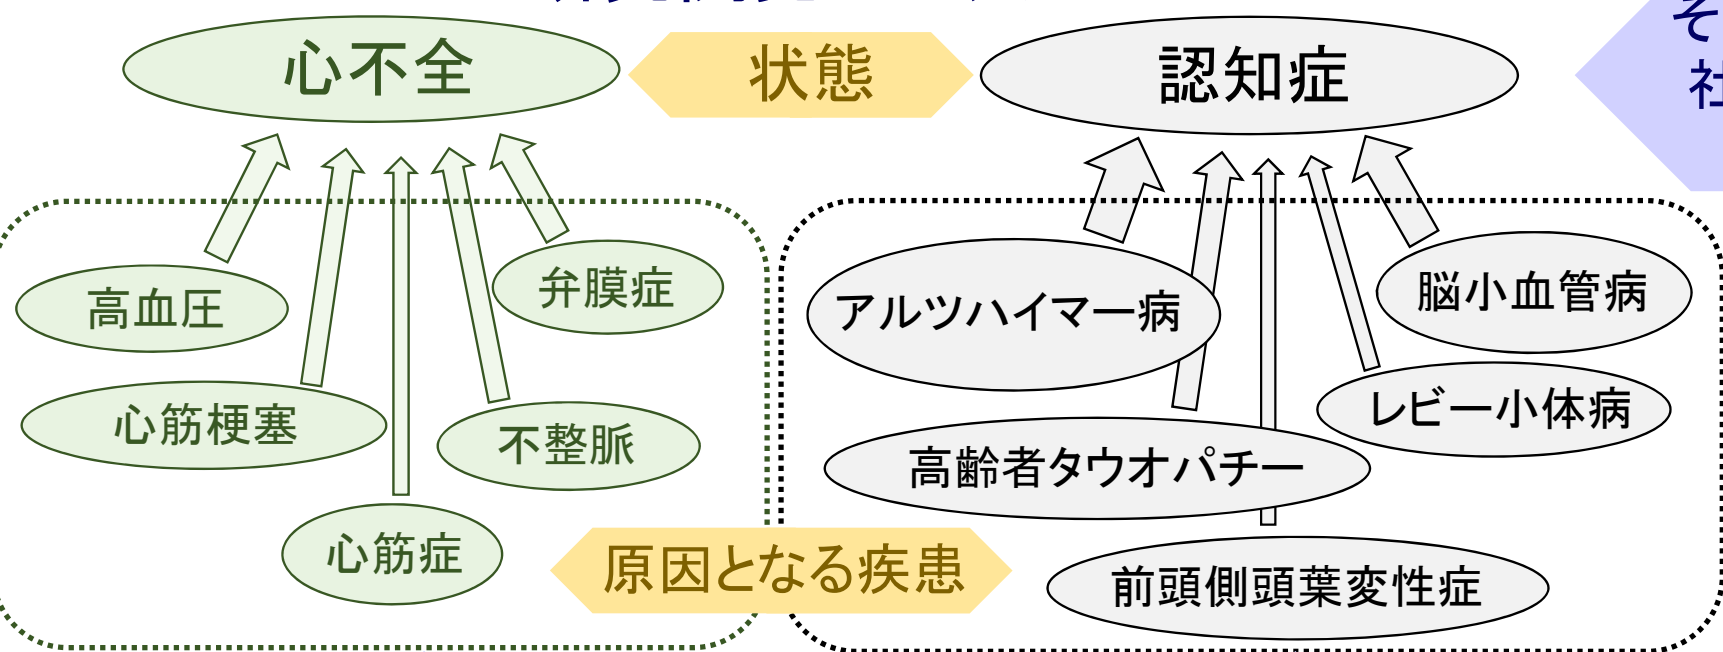 心不全
状態
認知症
そ
社
高血圧
弁膜症
心筋梗塞
不整脈
心筋症
アルツハイマー病
脳小血管病
レビー小体病
高齢者タウオパチー
前頭側頭葉変性症
原因となる疾患